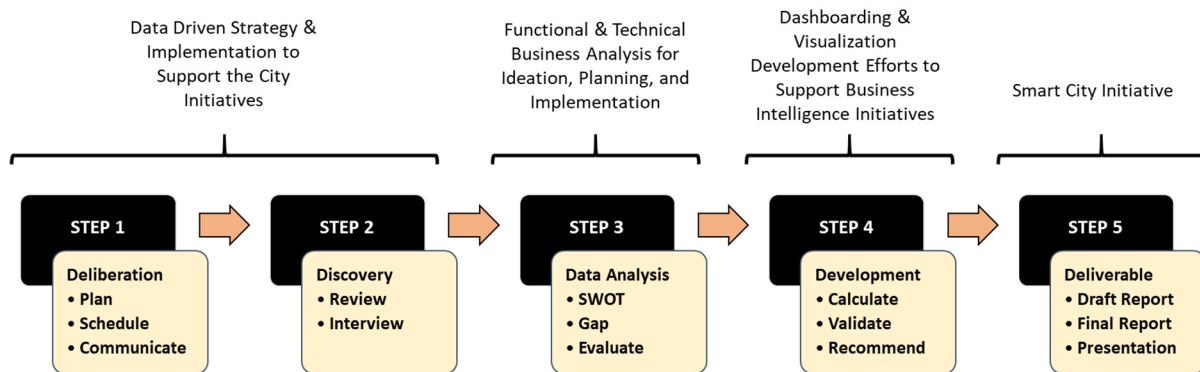 Data Driven Strategy &
Implementation to
Support the City
Initiatives
Functional & Technical
Business Analysis for
Ideation, Planning, and
Implementation
Dashboarding &
Visualization
Development Efforts to
Support Business
Intelligence Initiatives
Smart City Initiative
STEP 1
Deliberation
• Plan
• Schedule
• Communicate
STEP 2
Discovery
• Review
• Interview
STEP 3
Data Analysis
• SWOT
• Gap
• Evaluate
STEP 4
Development
• Calculate
• Validate
• Recommend
STEP 5
Deliverable
• Draft Report
• Final Report
• Presentation